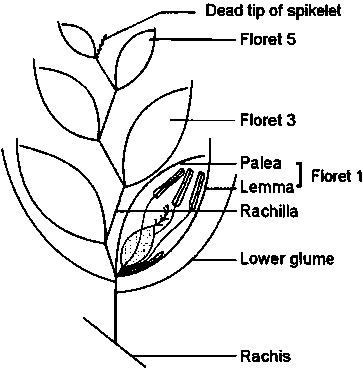 Dead tip of spikelet
Floret 5
Floret 3
Palea
Lemma
Floret 1
Rachilla
Lower glume
Rachis